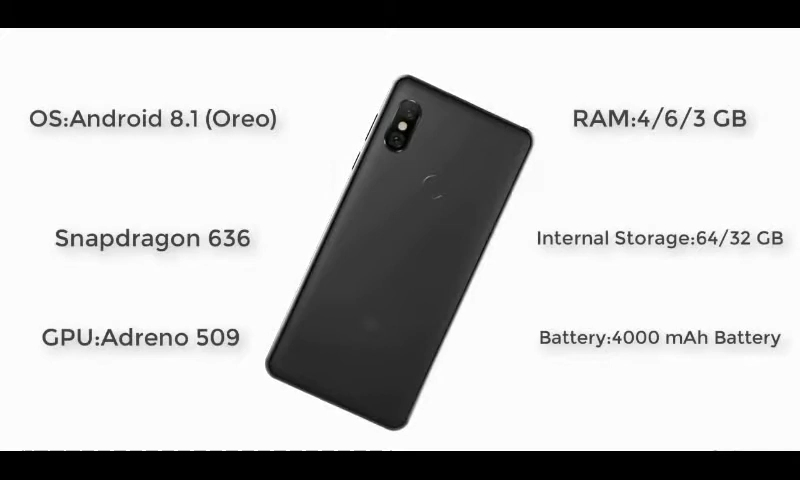 OS:Android 8.1 (Oreo)
RAM:4/6/3 GB
Snapdragon 636
Internal Storage:64/32 GB
GPU:Adreno 509
Battery:4000 mAh Battery